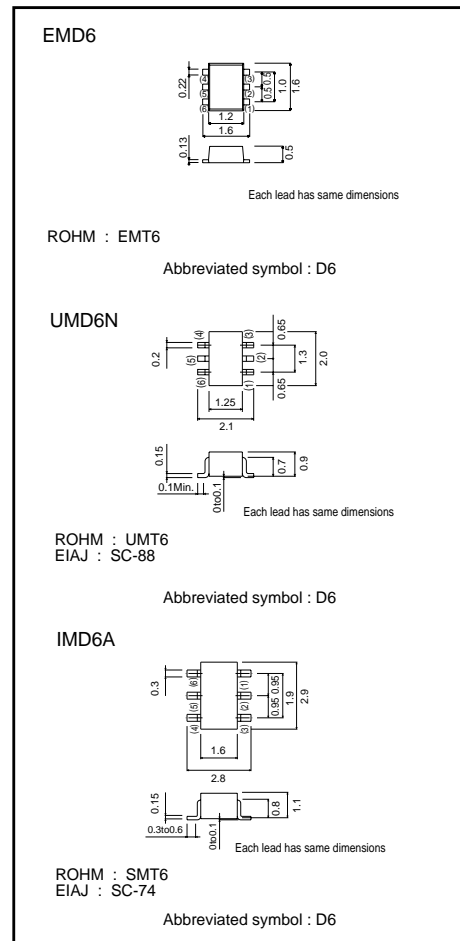 EMD6
0.22
(4)
(3)
(5)
(2)
(6)
(1)
0.5 0.5
1.0
1.6
1.2
1.6
0.13
0.5
Each lead has same dimensions
ROHM : EMT6
Abbreviated symbol : D6
UMD6N
0.2
(4)
(3)
(5)
(2)
(6)
(1)
0.65
0.65
1.3
2.0
1.25
2.1
0.15
0.1Min.
0to0.1
0.7
0.9
Each lead has same dimensions
ROHM : UMT6
EIAJ : SC-88
Abbreviated symbol : D6
IMD6A
0.3
(6)
(1)
(5)
(2)
(4)
(3)
0.95 0.95
1.9
2.9
1.6
2.8
0.15
0.3to0.6
0to0.1
0.8
1.1
Each lead has same dimensions
ROHM : SMT6
EIAJ : SC-74
Abbreviated symbol : D6